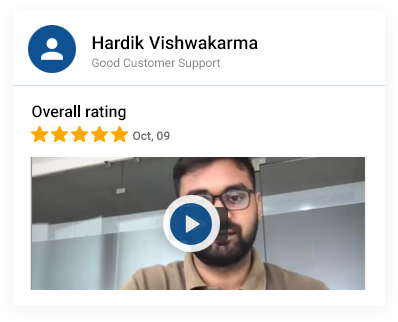 Hardik Vishwakarma
Good Customer Support
Overall rating
Oct, 09